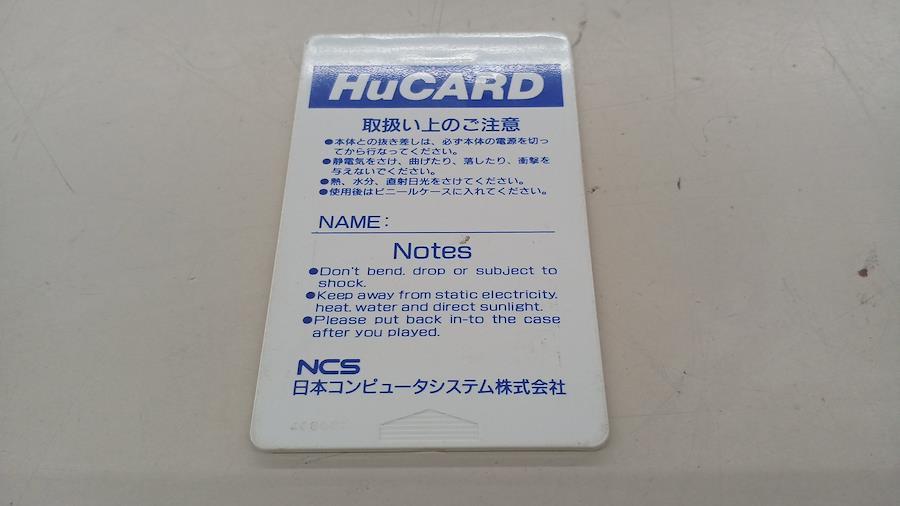 HuCARD
取扱い上のご注意
●本体との抜き差しは、必ず本体の電源を切っ
てから行なってください。
●静電気をさけ、曲げたり、落したり、衝撃を
与えないでください。
●熱、水分、直射日光をさけてください。
●使用後はビニールケースに入れてください。
NAME:
Notes
●Don't bend, drop or subject to
shock.
●Keep away from static electricity,
heat, water and direct sunlight.
●Please put back in-to the case
after you played.
NCS
日本コンピュータシステム株式会社